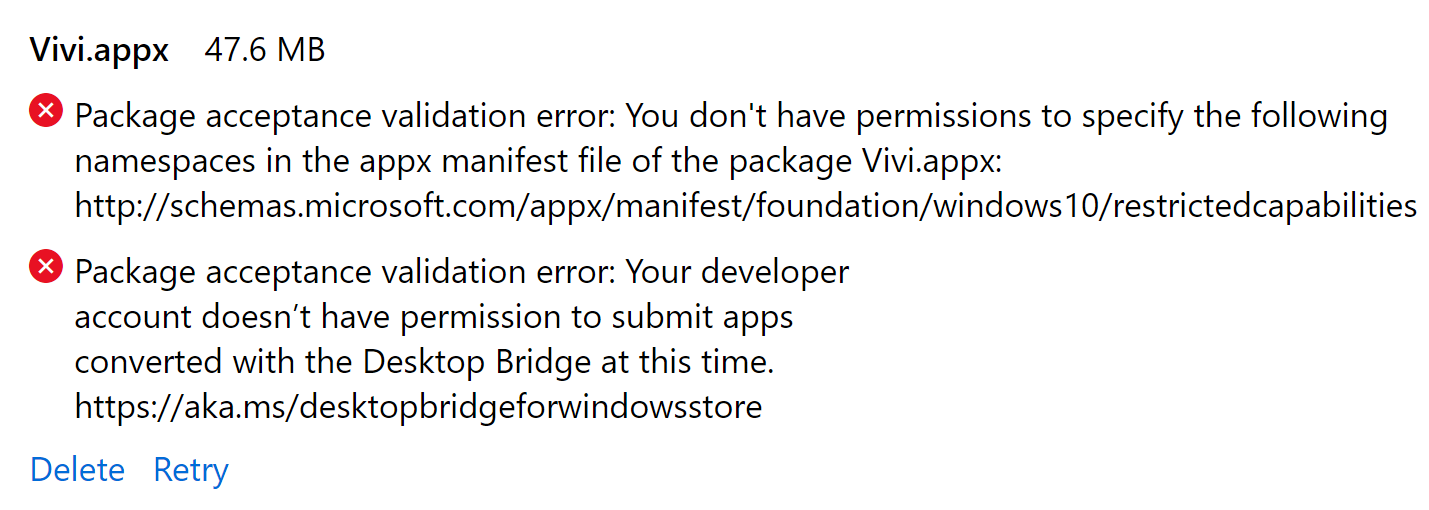 Vivi.appx 47.6 MB
Package acceptance validation error: You don't have permissions to specify the following
namespaces in the appx manifest file of the package Vivi.appx:
http://schemas.microsoft.com/appx/manifest/foundation/windows10/restrictedcapabilities
Package acceptance validation error: Your developer
account doesn’t have permission to submit apps
converted with the Desktop Bridge at this time.
https://aka.ms/desktopbridgeforwindowsstore
Delete Retry